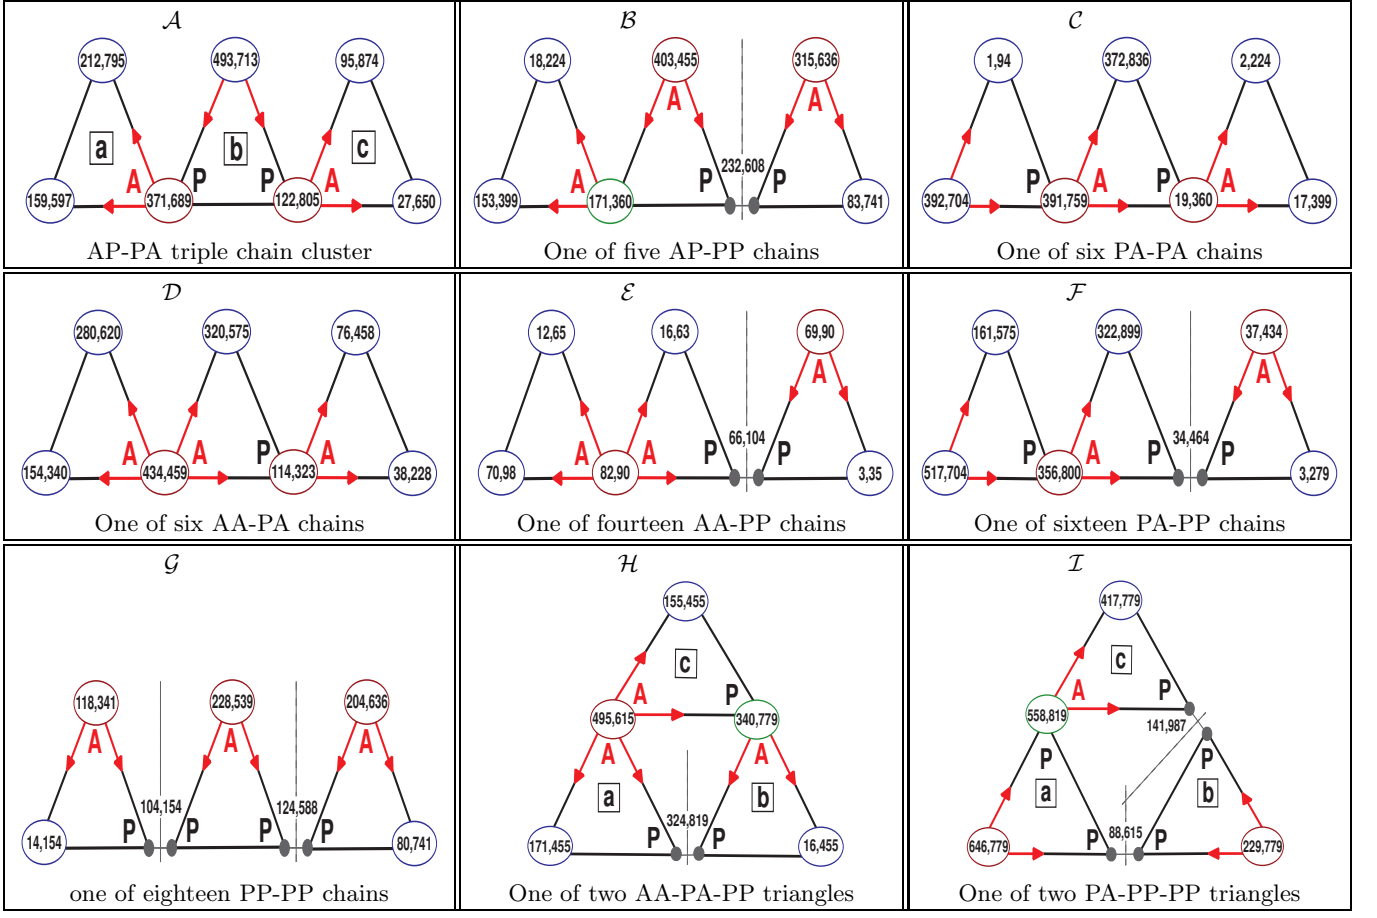 𝒜
212,795 493,713 95,874
a b c
A P P A
159,597 371,689 122,805 27,650
AP-PA triple chain cluster
ℬ
18,224 403,455 315,636
A A
232,608
A P P
153,399 171,360 83,741
One of five AP-PP chains
𝒞
1,94 372,836 2,224
P A P A
392,704 391,759 19,360 17,399
One of six PA-PA chains
𝒟
280,620 320,575 76,458
A A P A
154,340 434,459 114,323 38,228
One of six AA-PA chains
ℰ
12,65 16,63 69,90
A
66,104
A A P P
70,98 82,90 3,35
One of fourteen AA-PP chains
ℱ
161,575 322,899 37,434
A
34,464
P A P P
517,704 356,800 3,279
One of sixteen PA-PP chains
𝒢
118,341 228,539 204,636
A A A
104,154 124,588
P P P P
14,154 80,741
one of eighteen PP-PP chains
ℋ
155,455
c
A P
495,615 340,779
A A
a b
324,819
P P
171,455 16,455
One of two AA-PA-PP triangles
ℐ
417,779
c
A P
558,819
141,987
P P
a b
88,615
P P
646,779 229,779
One of two PA-PP-PP triangles